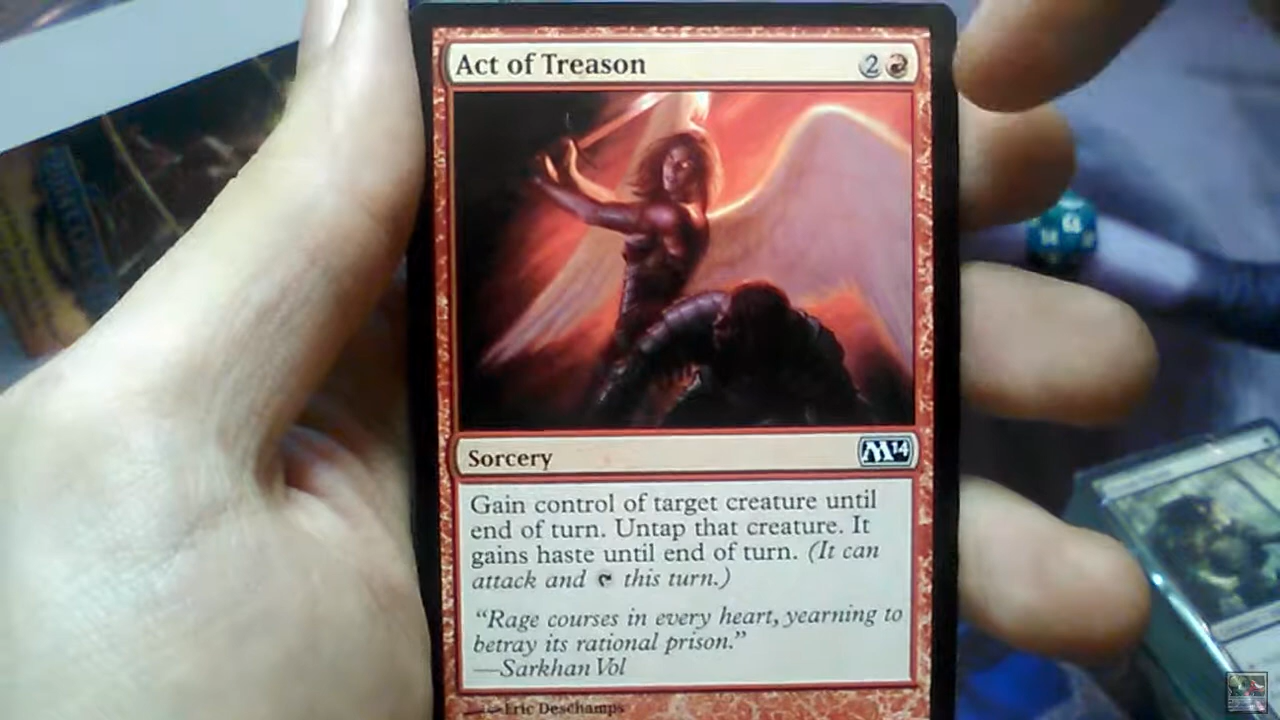 Act of Treason 2
Sorcery M14
Gain control of target creature until
end of turn. Untap that creature. It
gains haste until end of turn. (It can
attack and this turn.)
"Rage courses in every heart, yearning to
betray its rational prison."
—Sarkhan Vol
Eric Deschamps